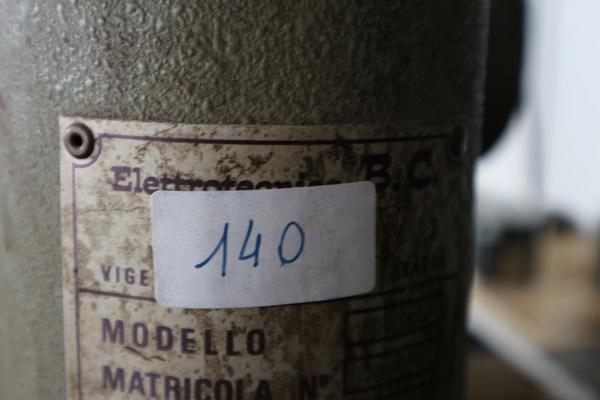 Elettrotecnica B.C.
140
VIGE
MODELLO
MATRICOLA N°